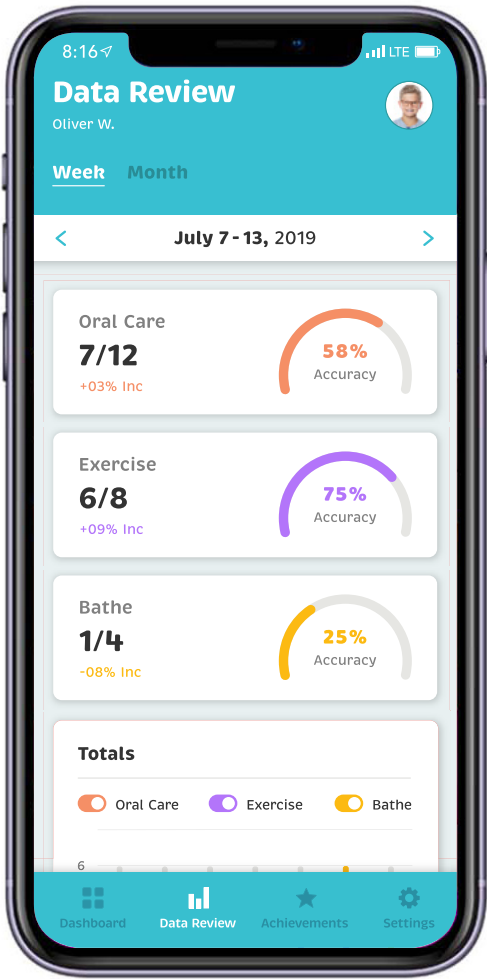 8:16 LTE
Data Review
Oliver W.
Week Month
July 7-13, 2019
Oral Care
7/12
+03% Inc
58%
Accuracy
Exercise
6/8
+09% Inc
75%
Accuracy
Bathe
1/4
-08% Inc
25%
Accuracy
Totals
Oral Care Exercise Bathe
6
Dashboard Data Review Achievements Settings